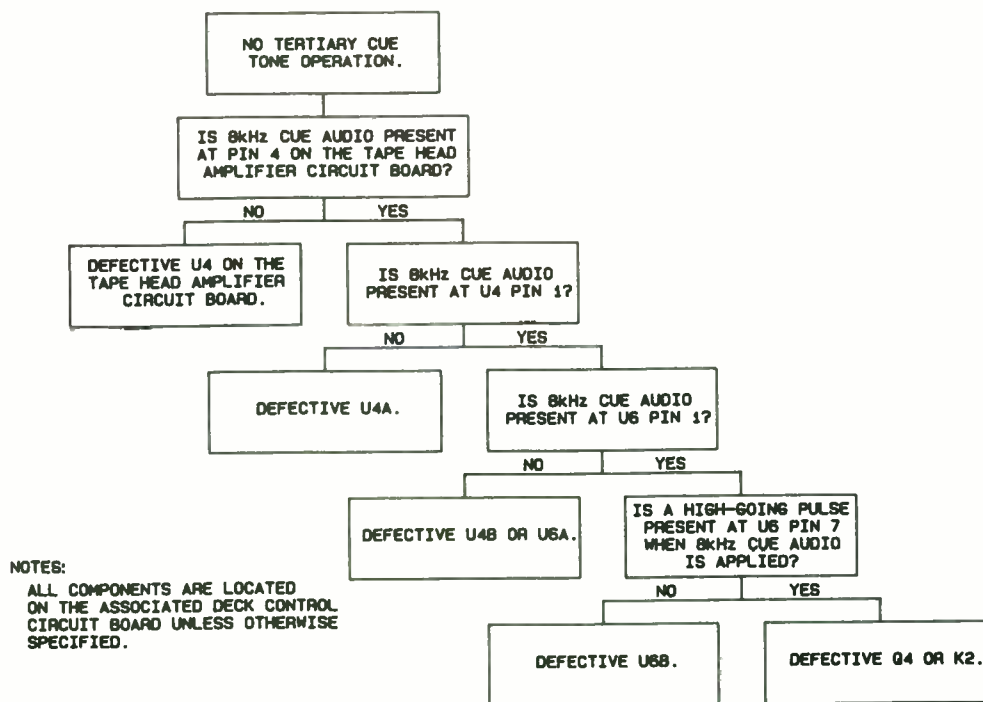 NO TERTIARY CUE
TONE OPERATION.
IS 8kHz CUE AUDIO PRESENT
AT PIN 4 ON THE TAPE HEAD
AMPLIFIER CIRCUIT BOARD?
NO
YES
DEFECTIVE U4 ON THE
TAPE HEAD AMPLIFIER
CIRCUIT BOARD.
IS 8kHz CUE AUDIO
PRESENT AT U4 PIN 1?
NO
YES
DEFECTIVE U4A.
IS 8kHz CUE AUDIO
PRESENT AT U6 PIN 1?
NO
YES
DEFECTIVE U4B OR U6A.
IS A HIGH-GOING PULSE
PRESENT AT U6 PIN 7
WHEN 8kHz CUE AUDIO
IS APPLIED?
NO
YES
DEFECTIVE U6B.
DEFECTIVE Q4 OR K2.
NOTES:
ALL COMPONENTS ARE LOCATED
ON THE ASSOCIATED DECK CONTROL
CIRCUIT BOARD UNLESS OTHERWISE
SPECIFIED.